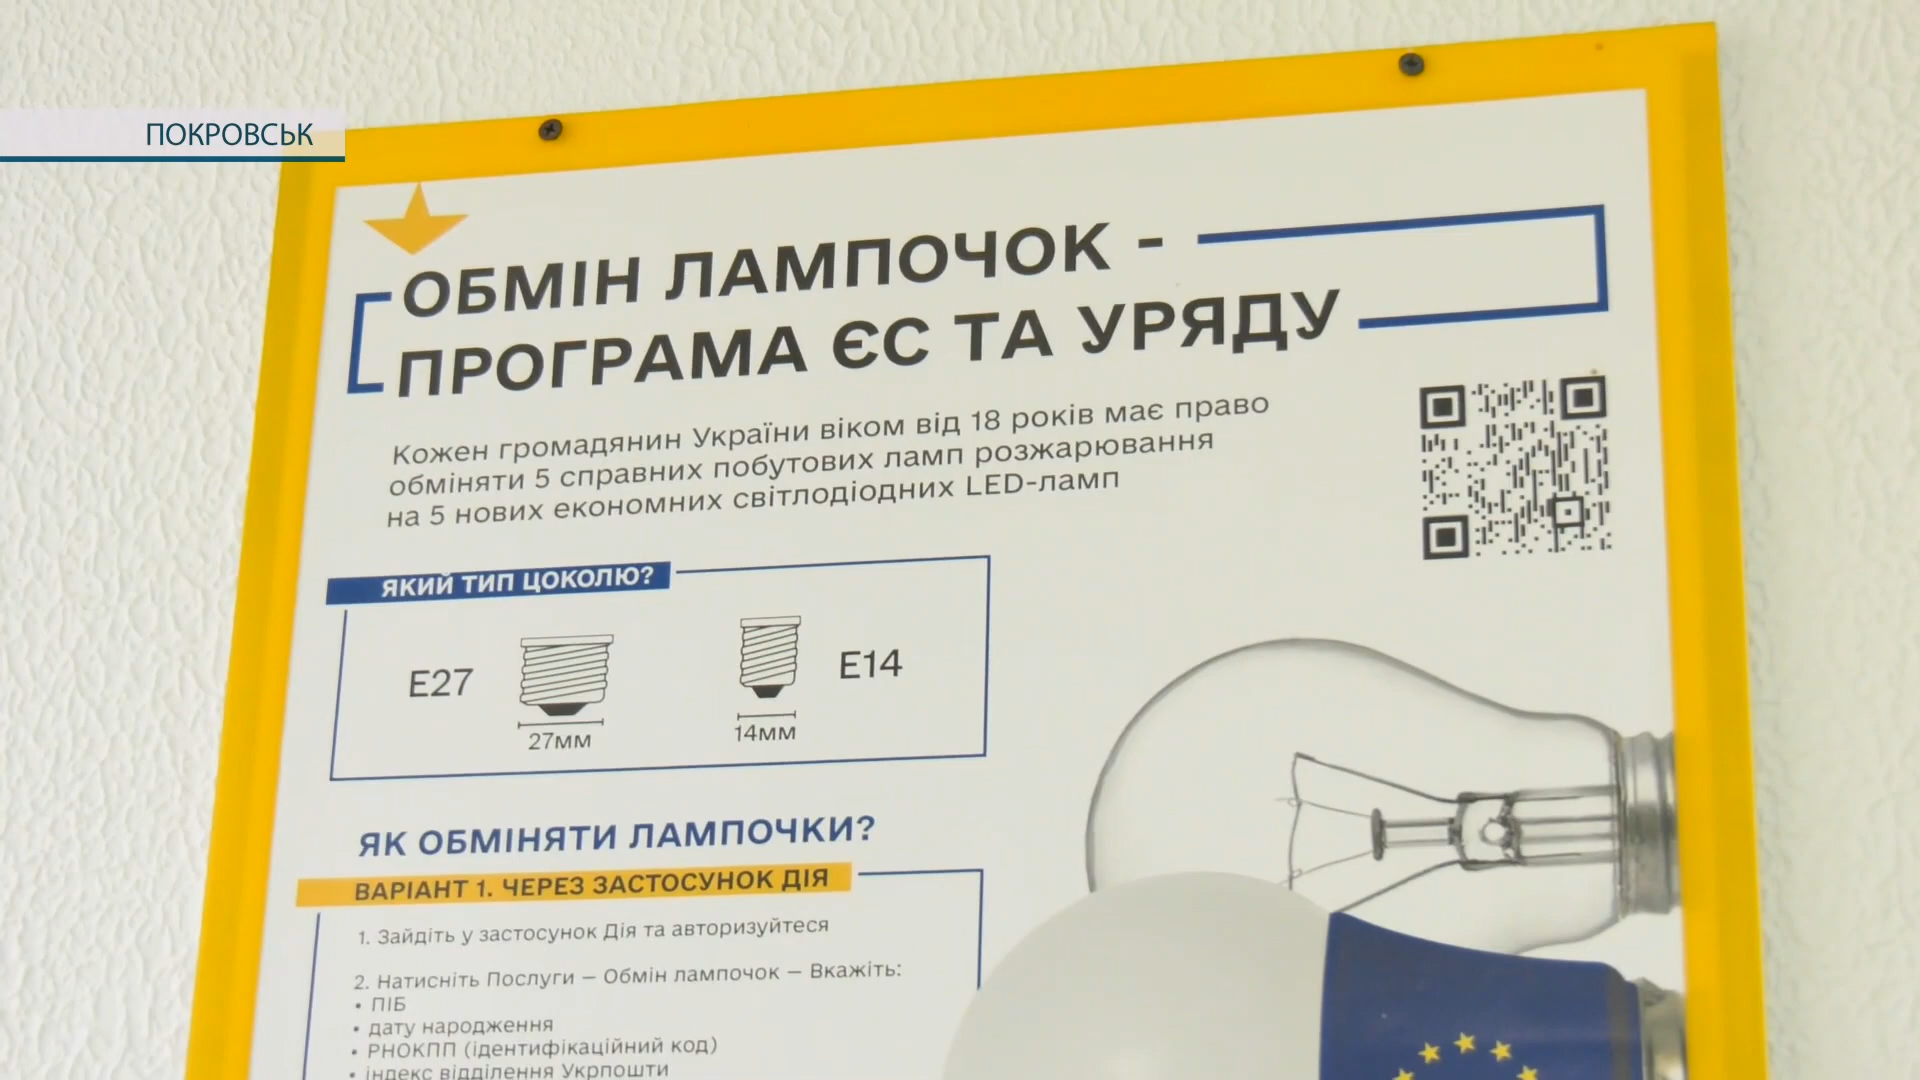 ПОКРОВСЬК
ОБМІН ЛАМПОЧОК -
ПРОГРАМА ЄС ТА УРЯДУ
Кожен громадянин України віком від 18 років має право
обміняти 5 справних побутових ламп розжарювання
на 5 нових економних світлодіодних LED-ламп
ЯКИЙ ТИП ЦОКОЛЮ?
E27
27мм
14мм
E14
ЯК ОБМІНЯТИ ЛАМПОЧКИ?
ВАРІАНТ 1. ЧЕРЕЗ ЗАСТОСУНОК ДІЯ
1. Зайдіть у застосунок Дія та авторизуйтеся
2. Натисніть Послуги – Обмін лампочок – Вкажіть:
• ПІБ
• дату народження
• РНОКПП (ідентифікаційний код)
• індекс відділення Укрпошти